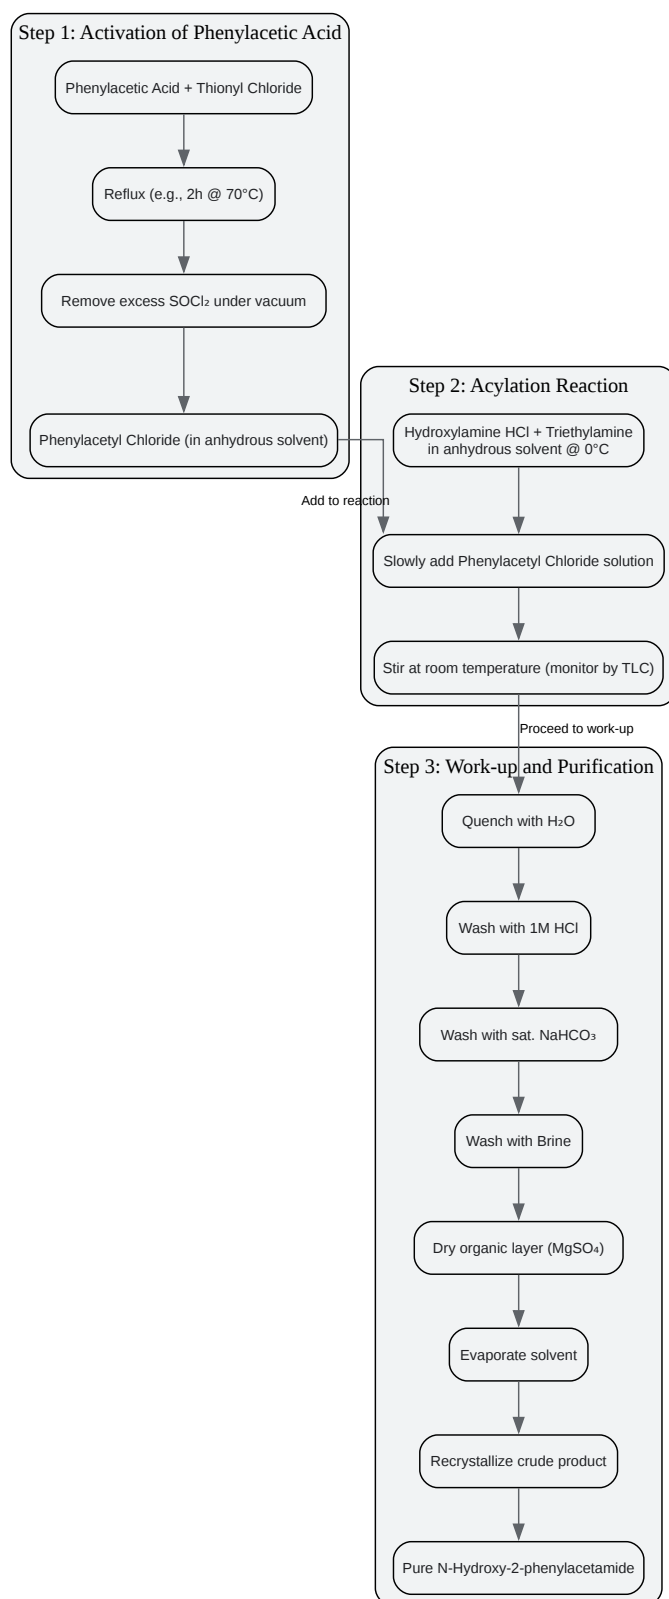 Step 1: Activation of Phenylacetic Acid
Phenylacetic Acid + Thionyl Chloride
Reflux (e.g., 2h @ 70°C)
Remove excess SOCl₂ under vacuum
Phenylacetyl Chloride (in anhydrous solvent)
Step 2: Acylation Reaction
Hydroxylamine HCl + Triethylamine
in anhydrous solvent @ 0°C
Add to reaction
Slowly add Phenylacetyl Chloride solution
Stir at room temperature (monitor by TLC)
Proceed to work-up
Step 3: Work-up and Purification
Quench with H₂O
Wash with 1M HCl
Wash with sat. NaHCO₃
Wash with Brine
Dry organic layer (MgSO₄)
Evaporate solvent
Recrystallize crude product
Pure N-Hydroxy-2-phenylacetamide